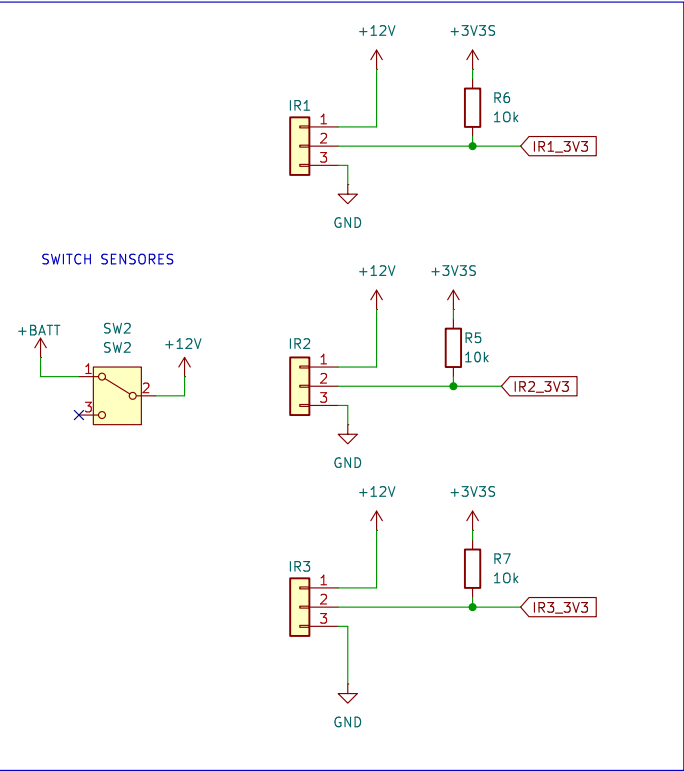 +12V
+3V3S
IR1
R6
10k
1
2
3
IR1_3V3
GND
SWITCH SENSORES
+12V
+3V3S
+BATT
SW2
SW2
+12V
1
2
3
IR2
R5
10k
1
2
3
IR2_3V3
GND
+12V
+3V3S
IR3
R7
10k
1
2
3
IR3_3V3
GND